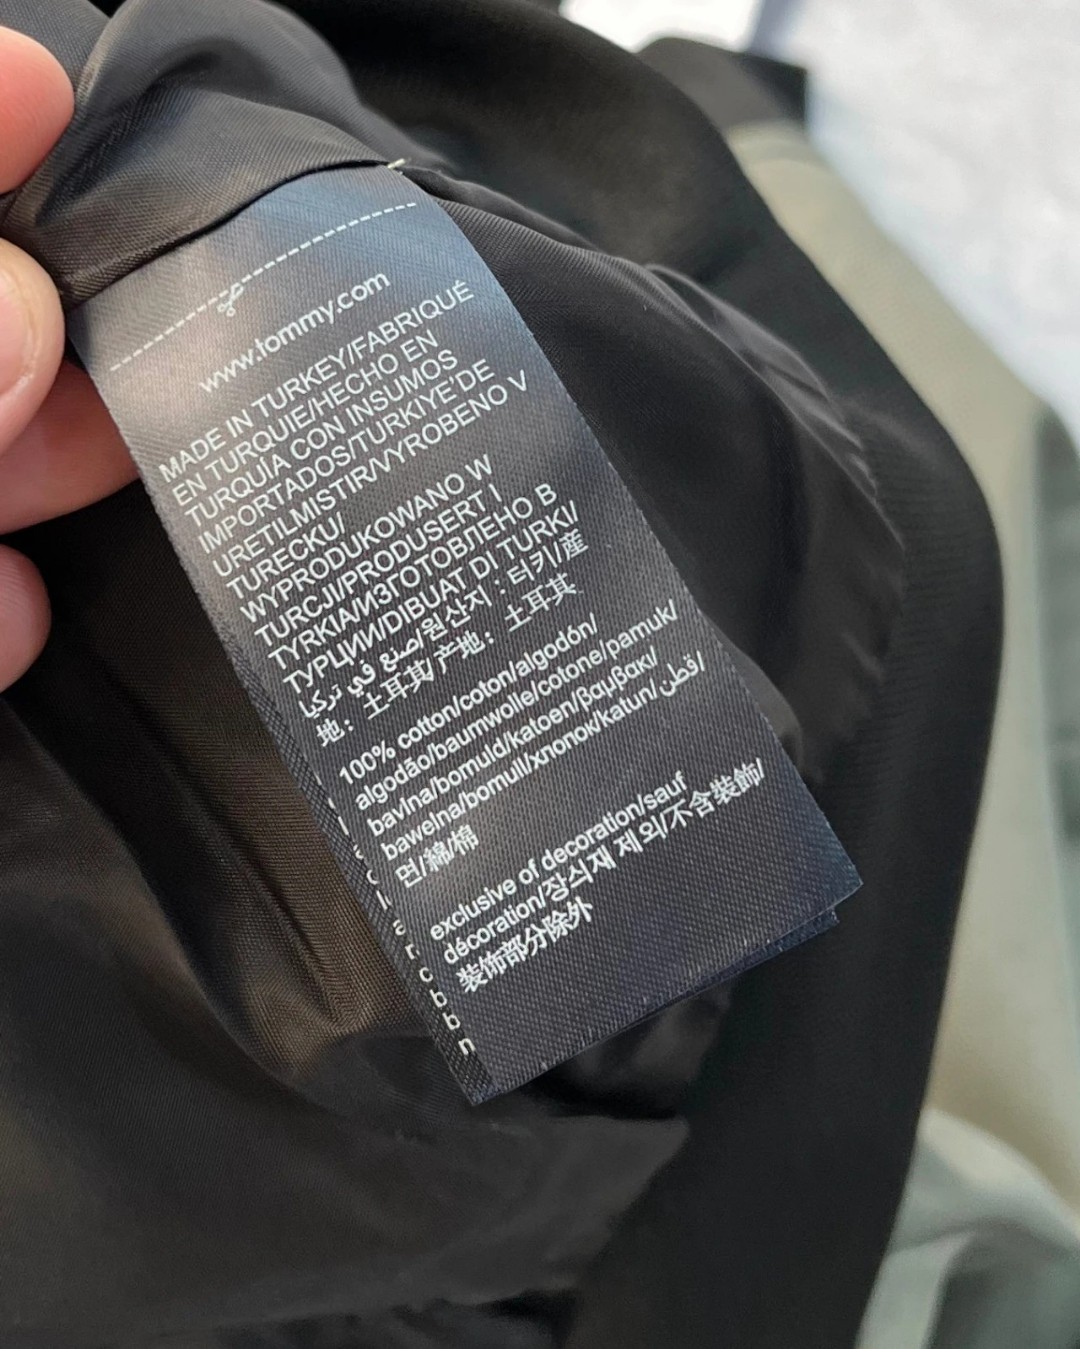 www.tommy.com
MADE IN TURKEY/FABRIQUÉ
EN TURQUIE/HECHO EN
TURQUÍA CON INSUMOS
IMPORTADOS/TURKIYE'DE
URETILMISTIR/VYROBENO V
TURECKU/
WYPRODUKOWANO W
TURCJI/PRODUSERT I
TYRKIA/ИЗГОТОВЛЕНО В
ТУРЦИИ/DIBUAT DI TURKI/
صنع في تركيا/원산지 : 터키/産
地: 土耳其/产地: 土耳其
100% cotton/coton/algodón/
algodão/baumwolle/cotone/pamuk/
bavlna/bomuld/katoen/βαμβακι/
bawełna/bomull/хлопок/katun/قطن/
면/綿/棉
exclusive of decoration/sauf
décoration/장식재 제외/不含裝飾/
装饰部分除外